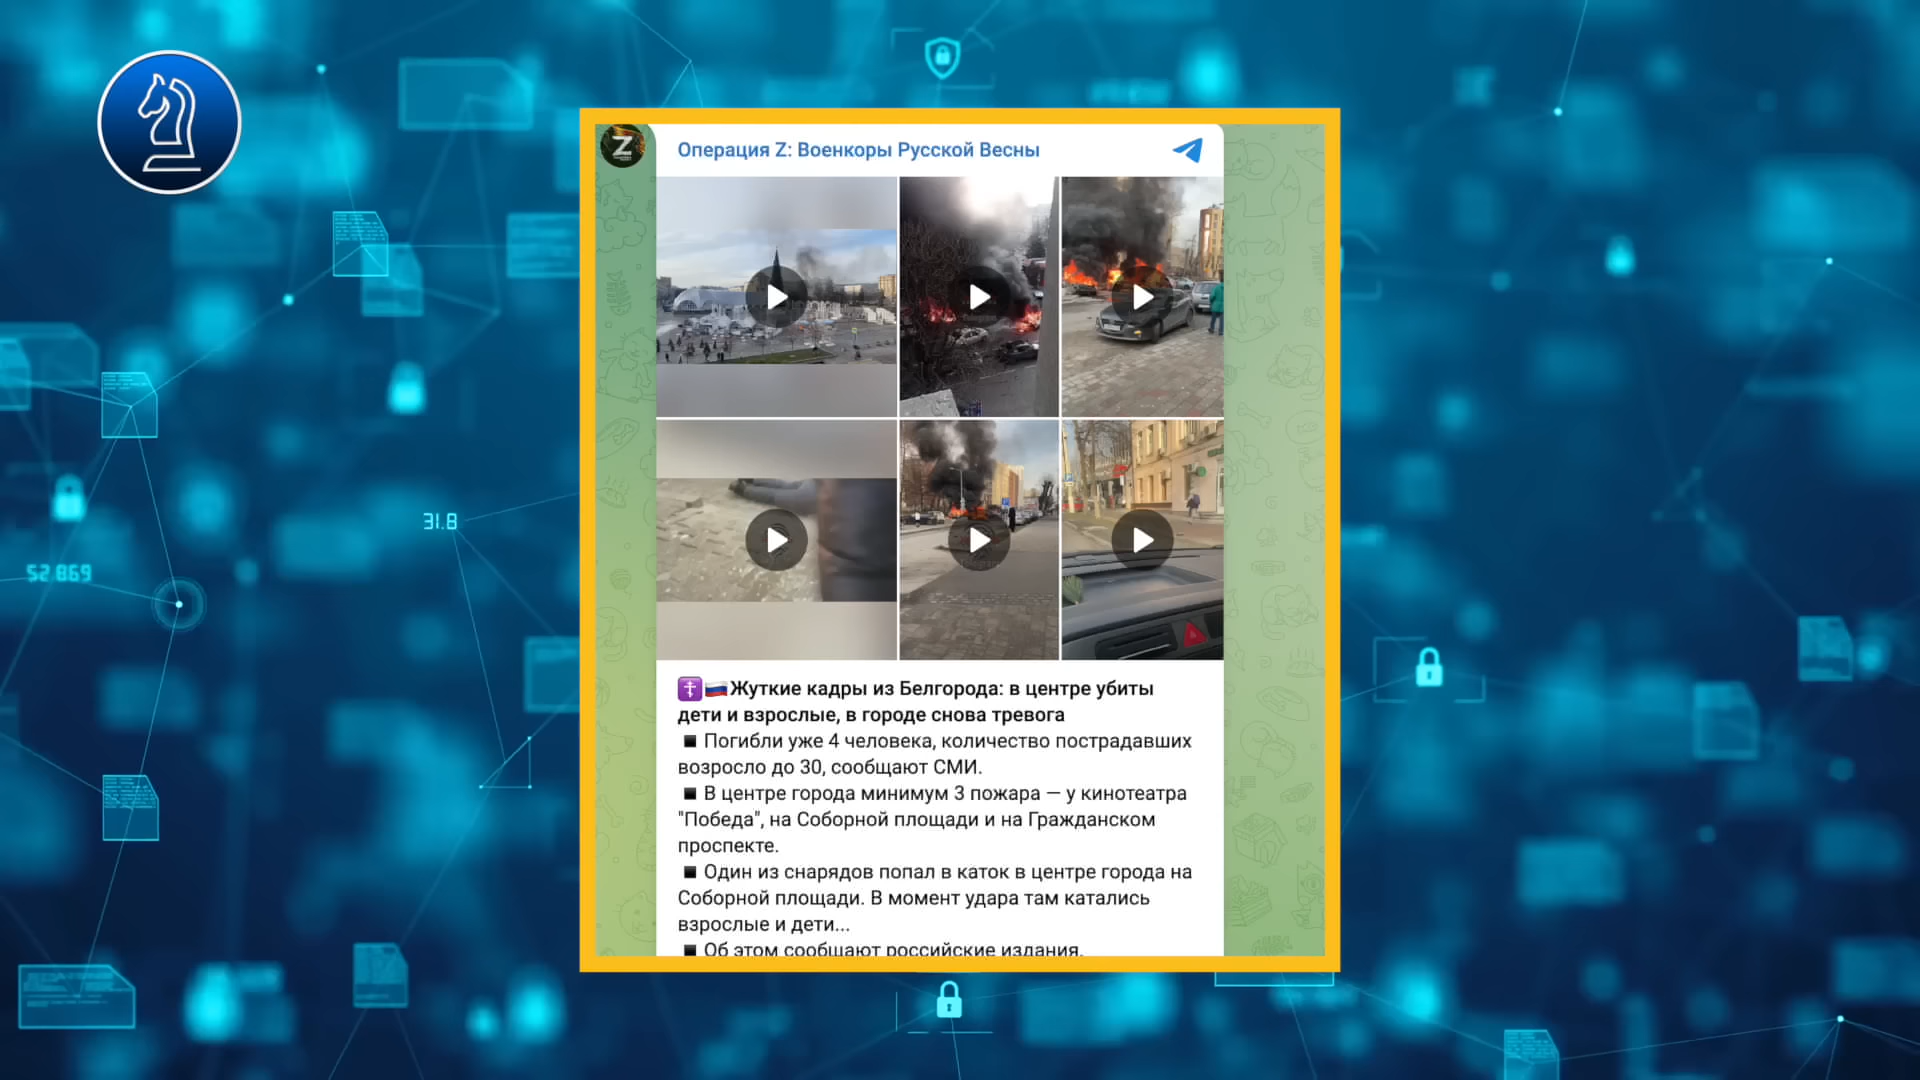 Операция Z: Военкоры Русской Весны
Z
31.8
52 869
Жуткие кадры из Белгорода: в центре убиты
дети и взрослые, в городе снова тревога
▪ Погибли уже 4 человека, количество пострадавших
возросло до 30, сообщают СМИ.
▪ В центре города минимум 3 пожара — у кинотеатра
"Победа", на Соборной площади и на Гражданском
проспекте.
▪ Один из снарядов попал в каток в центре города на
Соборной площади. В момент удара там катались
взрослые и дети...
▪ Об этом сообщают российские издания.